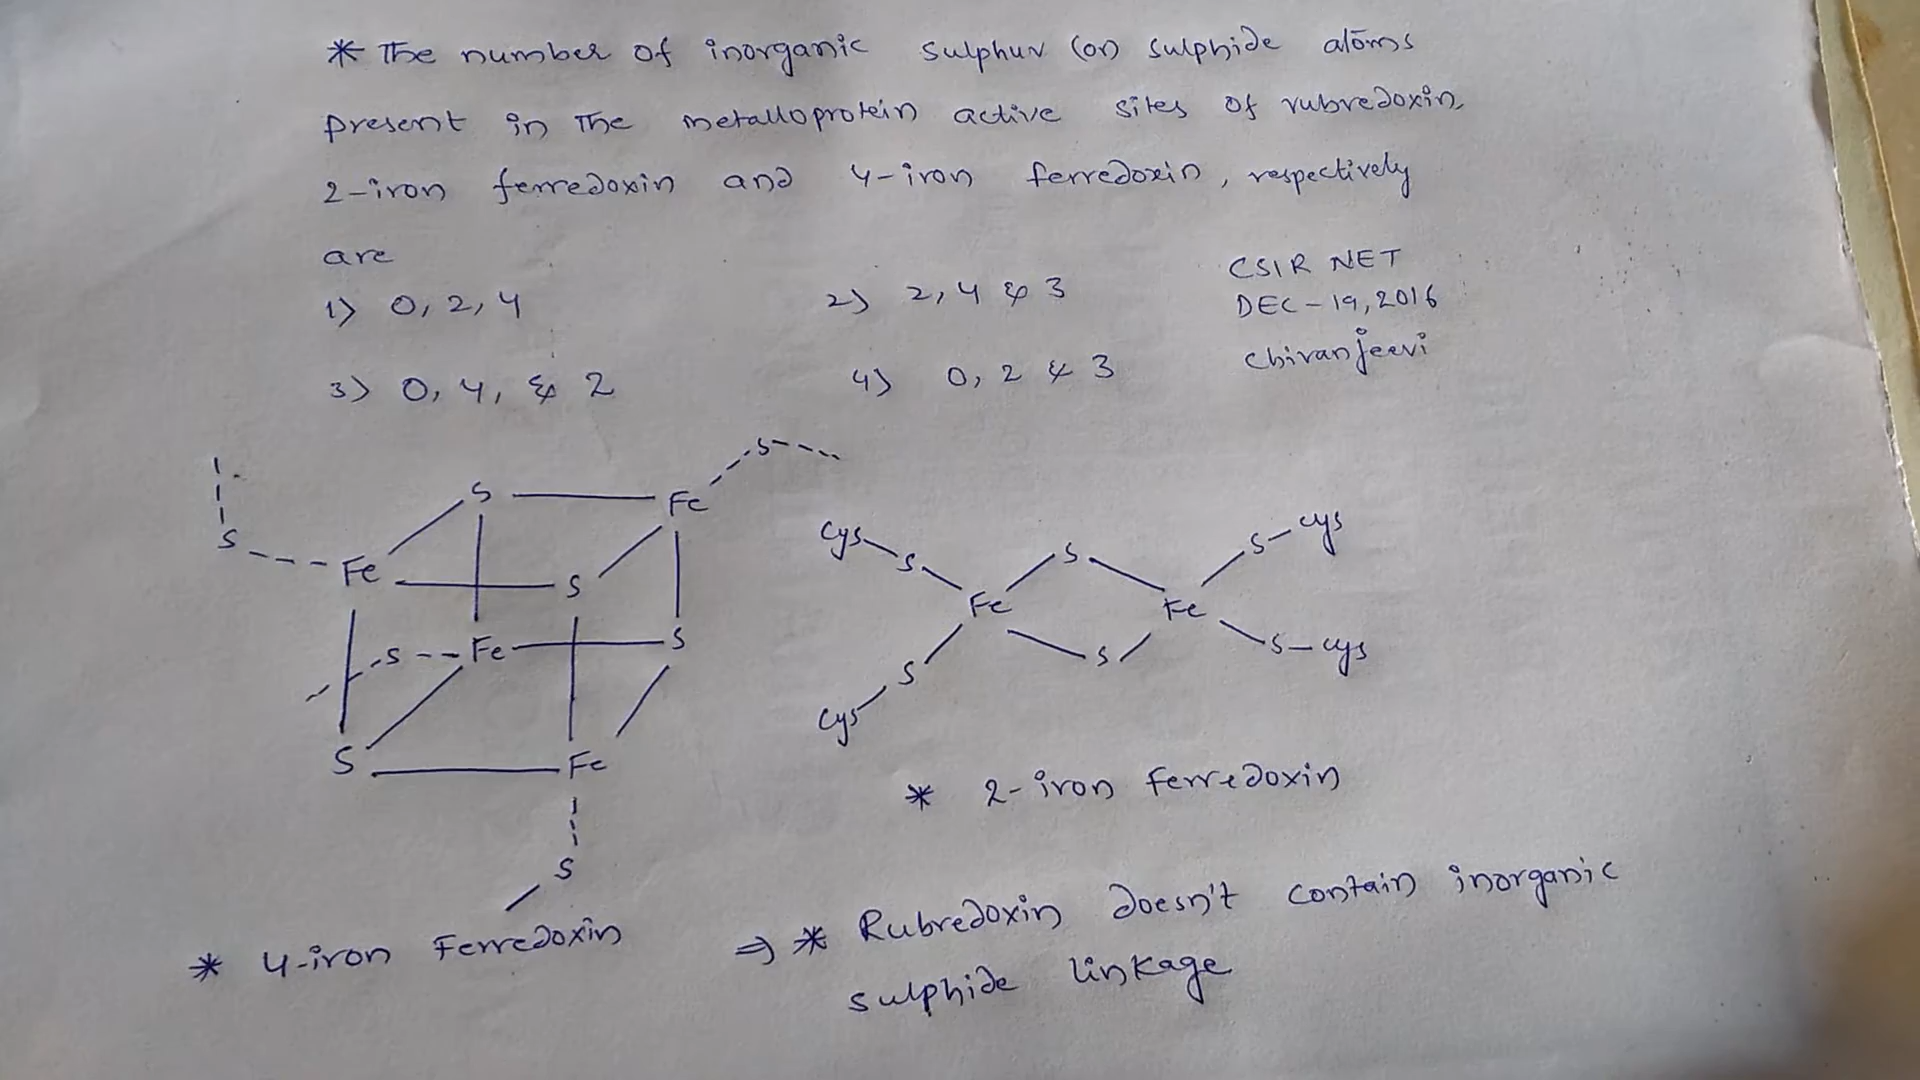 * The number of inorganic sulphur (or) sulphide atoms
present in the metalloprotein active sites of rubredoxin,
2-iron ferredoxin and 4-iron ferredoxin, respectively
are
1) 0, 2, 4
2) 2, 4 & 3
3) 0, 4, & 2
4) 0, 2 & 3
CSIR NET
DEC-19, 2016
Chiranjeevi
S
S
Fe
S
Fe
S
S
Fe
S
S
Fe
S
* 4-iron Ferredoxin
Cys
S
S
S-cys
Fe
Fe
S
S
S-cys
Cys
* 2-iron Ferredoxin
=> * Rubredoxin doesn't contain inorganic
sulphide linkage